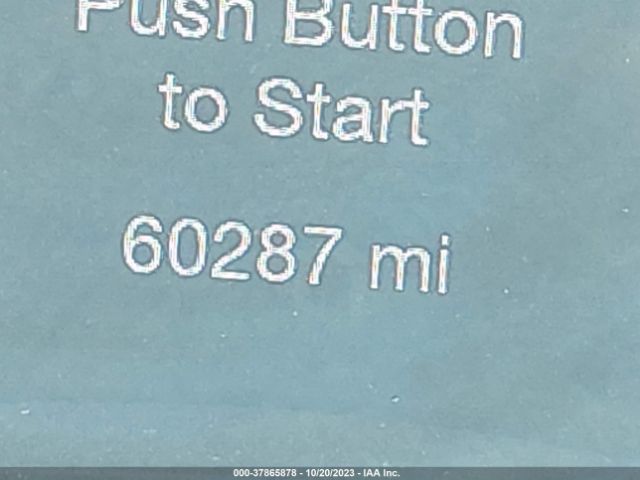 Push Button
to Start
60287 mi
000-37865878 - 10/20/2023 - IAA Inc.